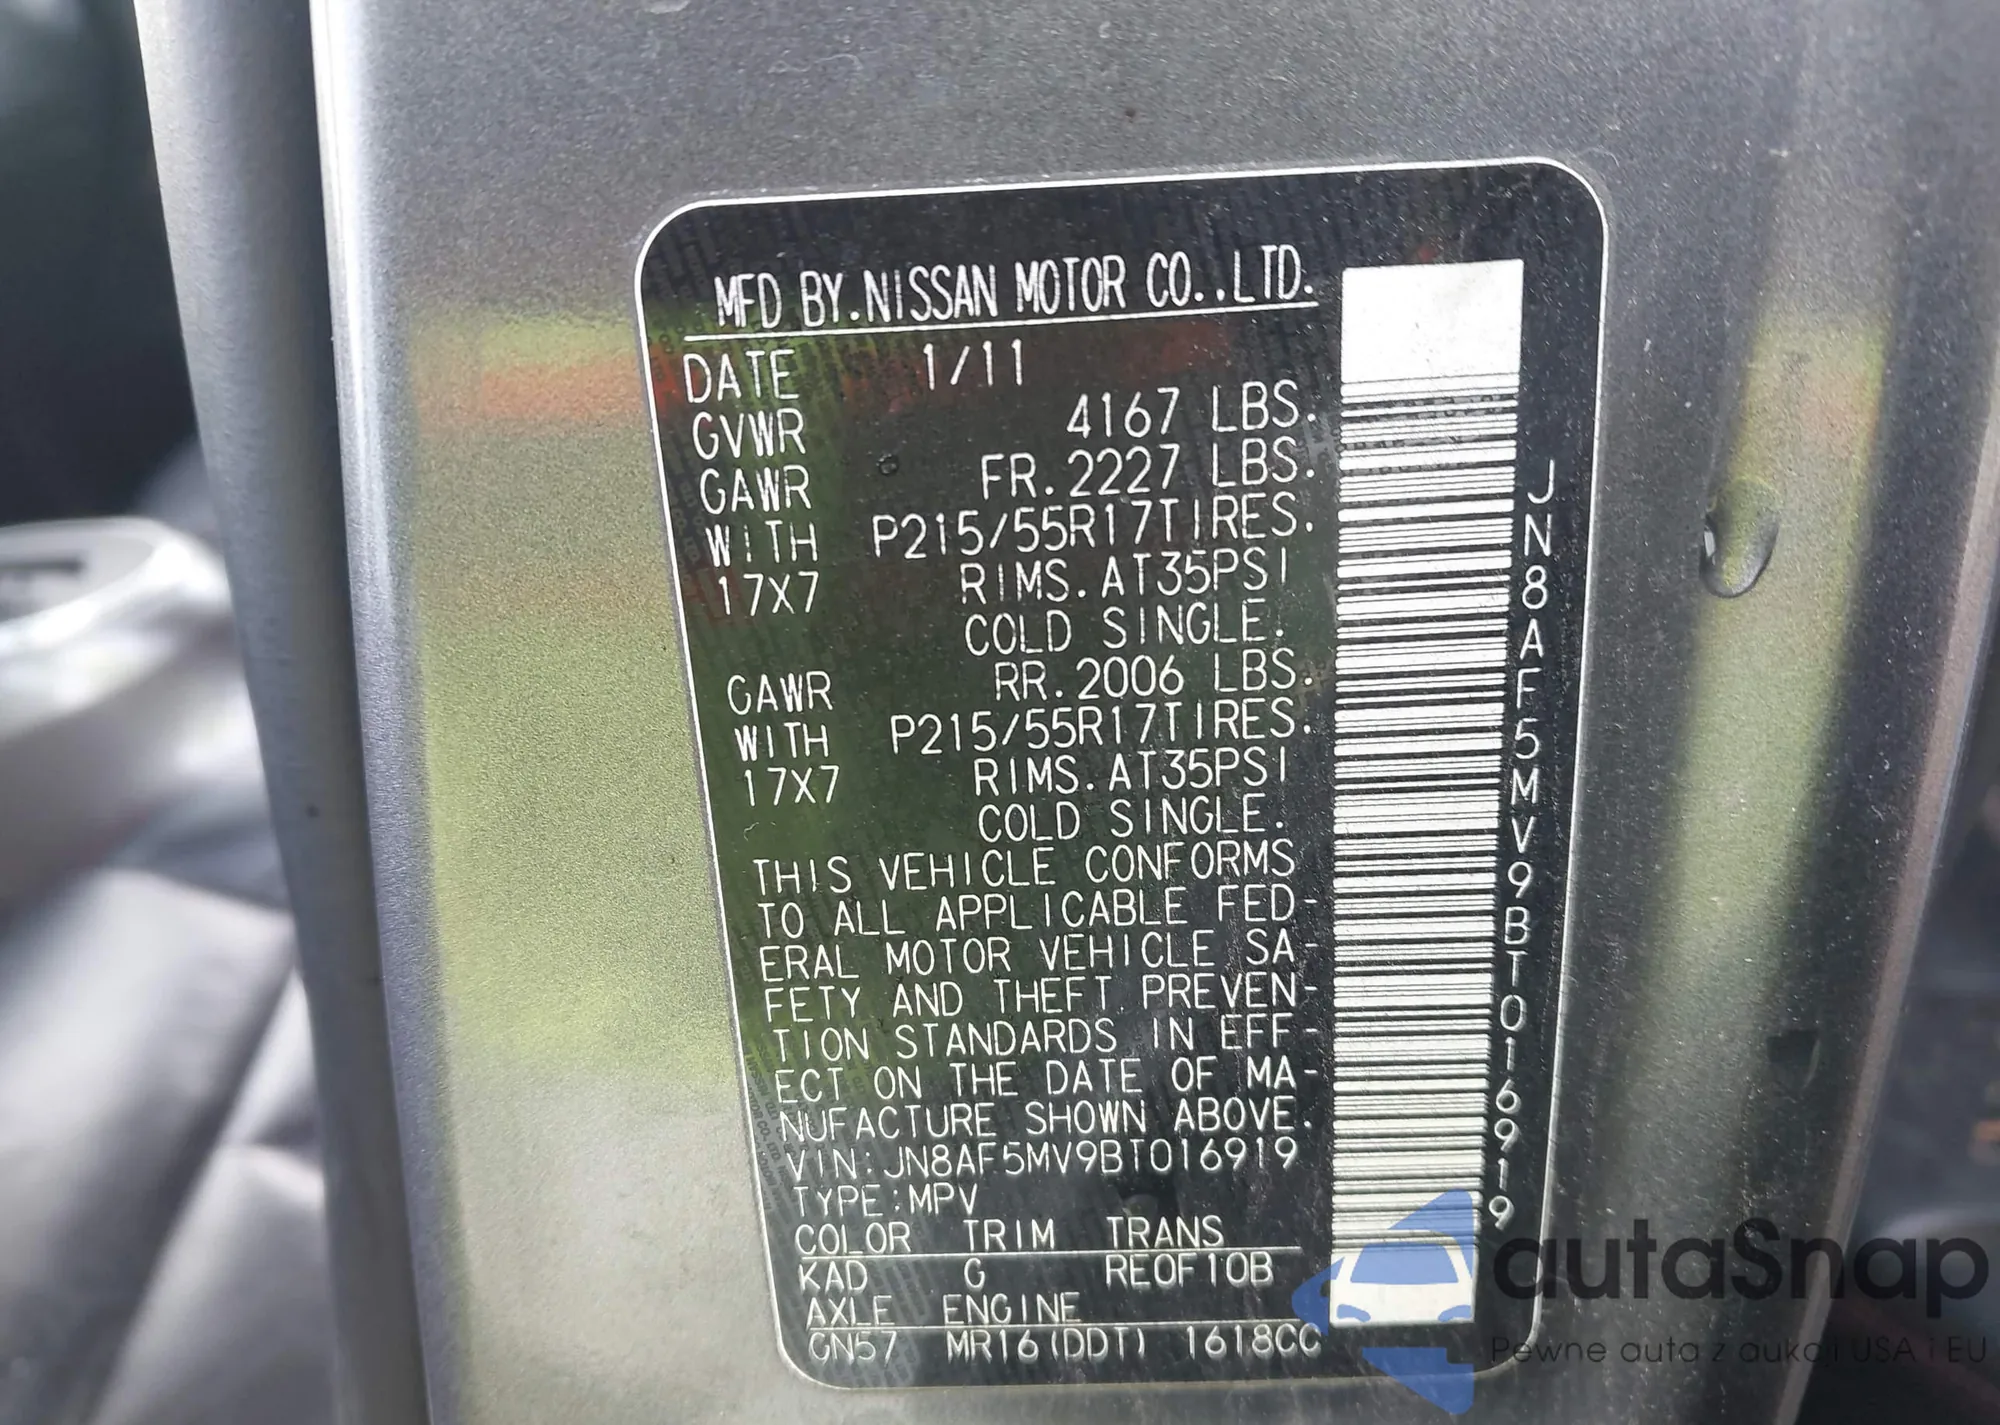 MFD BY.NISSAN MOTOR CO.,LTD.
DATE 1/11
GVWR 4167 LBS.
GAWR FR.2227 LBS.
WITH P215/55R17TIRES.
17X7 RIMS.AT35PSI
COLD SINGLE.
GAWR RR.2006 LBS.
WITH P215/55R17TIRES.
17X7 RIMS.AT35PSI
COLD SINGLE.
THIS VEHICLE CONFORMS
TO ALL APPLICABLE FED-
ERAL MOTOR VEHICLE SA-
FETY AND THEFT PREVEN-
TION STANDARDS IN EFF-
ECT ON THE DATE OF MA-
NUFACTURE SHOWN ABOVE.
VIN:JN8AF5MV9BT016919
TYPE:MPV
COLOR TRIM TRANS
KAD G RE0F10B
AXLE ENGINE
GN57 MR16(DDT) 1618CC
JN8AF5MV9BT016919
autaSnap
Pewne auta z aukcji USA i EU